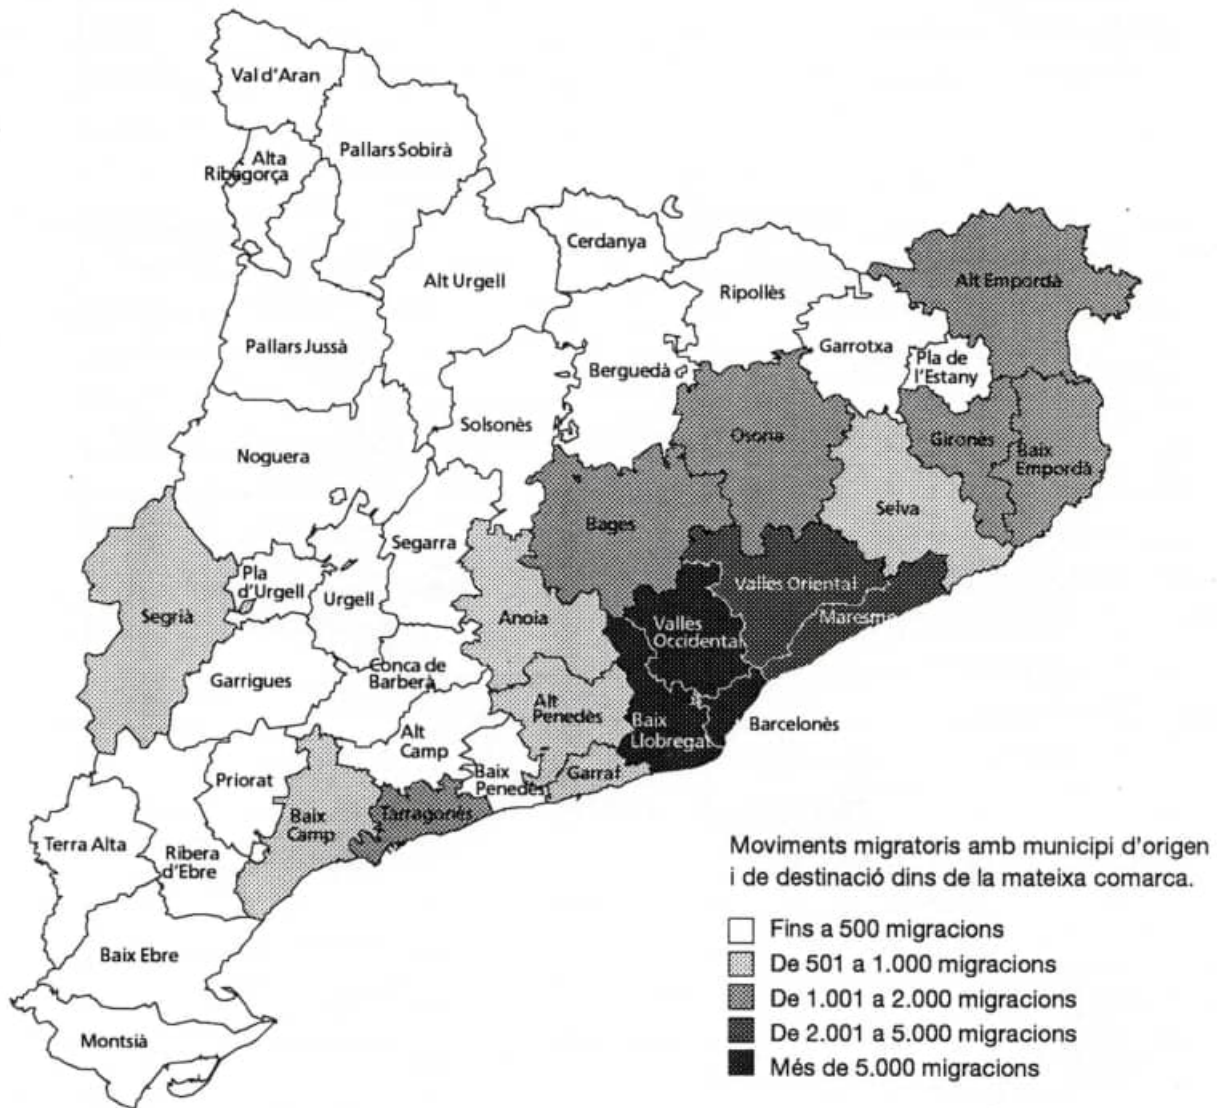 Val d'Aran
Alta
Ribagorça
Pallars Sobirà
Cerdanya
Alt Urgell
Ripollès
Alt Empordà
Pallars Jussà
Garrotxa
Pla de
l'Estany
Berguedà
Solsonès
Osona
Gironès
Baix
Empordà
Noguera
Selva
Bages
Segarra
Pla
d'Urgell
Urgell
Valles Oriental
Segrià
Anoia
Valles
Occidental
Maresme
Conca de
Barberà
Garrigues
Alt
Penedès
Baix
Llobregat
Barcelonès
Alt
Camp
Priorat
Baix
Penedès
Garraf
Baix
Camp
Tarragonès
Terra Alta
Ribera
d'Ebre
Baix Ebre
Montsià
Moviments migratoris amb municipi d'origen
i de destinació dins de la mateixa comarca.
Fins a 500 migracions
De 501 a 1.000 migracions
De 1.001 a 2.000 migracions
De 2.001 a 5.000 migracions
Més de 5.000 migracions